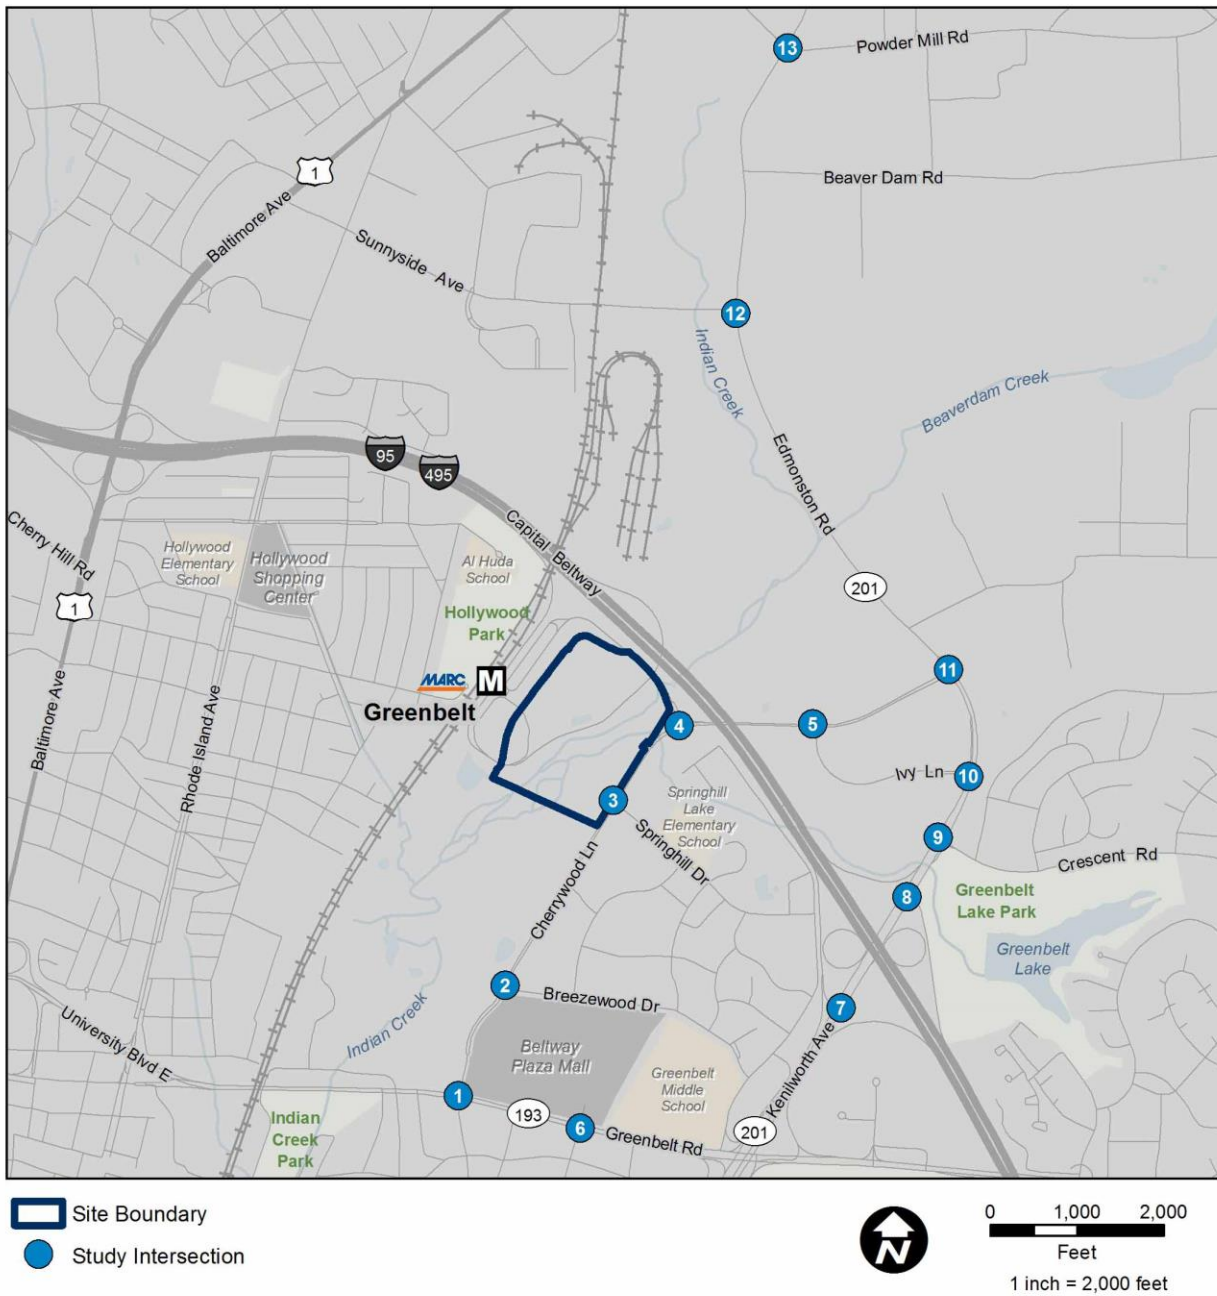 13
Powder Mill Rd
1
Baltimore Ave
Beaver Dam Rd
Sunnyside Ave
12
Indian Creek
Beaverdam Creek
Edmonston Rd
95
495
Capital Beltway
Cherry Hill Rd
Hollywood
Elementary
School
Hollywood
Shopping
Center
Al Huda
School
201
1
Hollywood
Park
MARC
M
Greenbelt
11
4
5
Baltimore Ave
Rhode Island Ave
Ivy Ln
10
3
Springhill
Lake
Elementary
School
9
Springhill Dr
Cherrywood Ln
Crescent Rd
8
Greenbelt
Lake Park
Greenbelt
Lake
2
Breezewood Dr
7
University Blvd E
Indian Creek
Beltway
Plaza Mall
Kenilworth Ave
Greenbelt
Middle
School
1
193
6
Greenbelt Rd
201
Indian
Creek
Park
Site Boundary
Study Intersection
N
0 1,000 2,000
Feet
1 inch = 2,000 feet